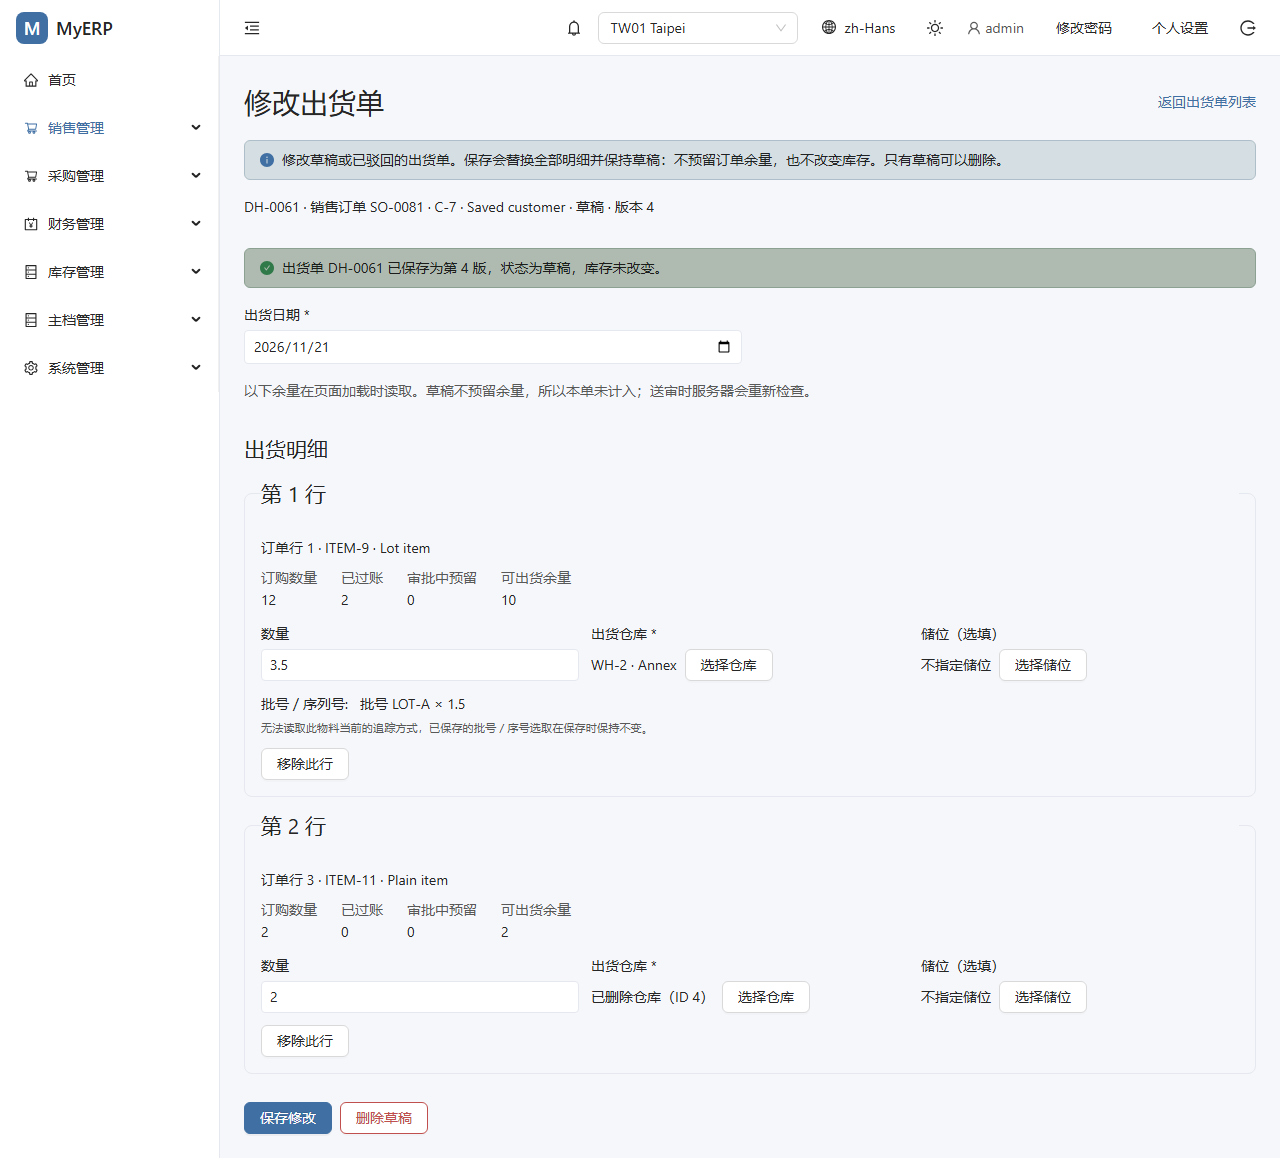 M MyERP
TW01 Taipei
zh-Hans
admin
修改密码
个人设置
首页
销售管理
采购管理
财务管理
库存管理
主档管理
系统管理
修改出货单
返回出货单列表
修改草稿或已驳回的出货单。保存会替换全部明细并保持草稿：不预留订单余量，也不改变库存。只有草稿可以删除。
DH-0061 · 销售订单 SO-0081 · C-7 · Saved customer · 草稿 · 版本 4
出货单 DH-0061 已保存为第 4 版，状态为草稿，库存未改变。
出货日期 *
2026/11/21
以下余量在页面加载时读取。草稿不预留余量，所以本单未计入；送审时服务器会重新检查。
出货明细
第 1 行
订单行 1 · ITEM-9 · Lot item
订购数量 已过账 审批中预留 可出货余量
12 2 0 10
数量 出货仓库 * 储位（选填）
3.5 WH-2 · Annex 选择仓库 不指定储位 选择储位
批号 / 序列号: 批号 LOT-A × 1.5
无法读取此物料当前的追踪方式，已保存的批号 / 序号选取在保存时保持不变。
移除此行
第 2 行
订单行 3 · ITEM-11 · Plain item
订购数量 已过账 审批中预留 可出货余量
2 0 0 2
数量 出货仓库 * 储位（选填）
2 已删除仓库（ID 4） 选择仓库 不指定储位 选择储位
移除此行
保存修改 删除草稿